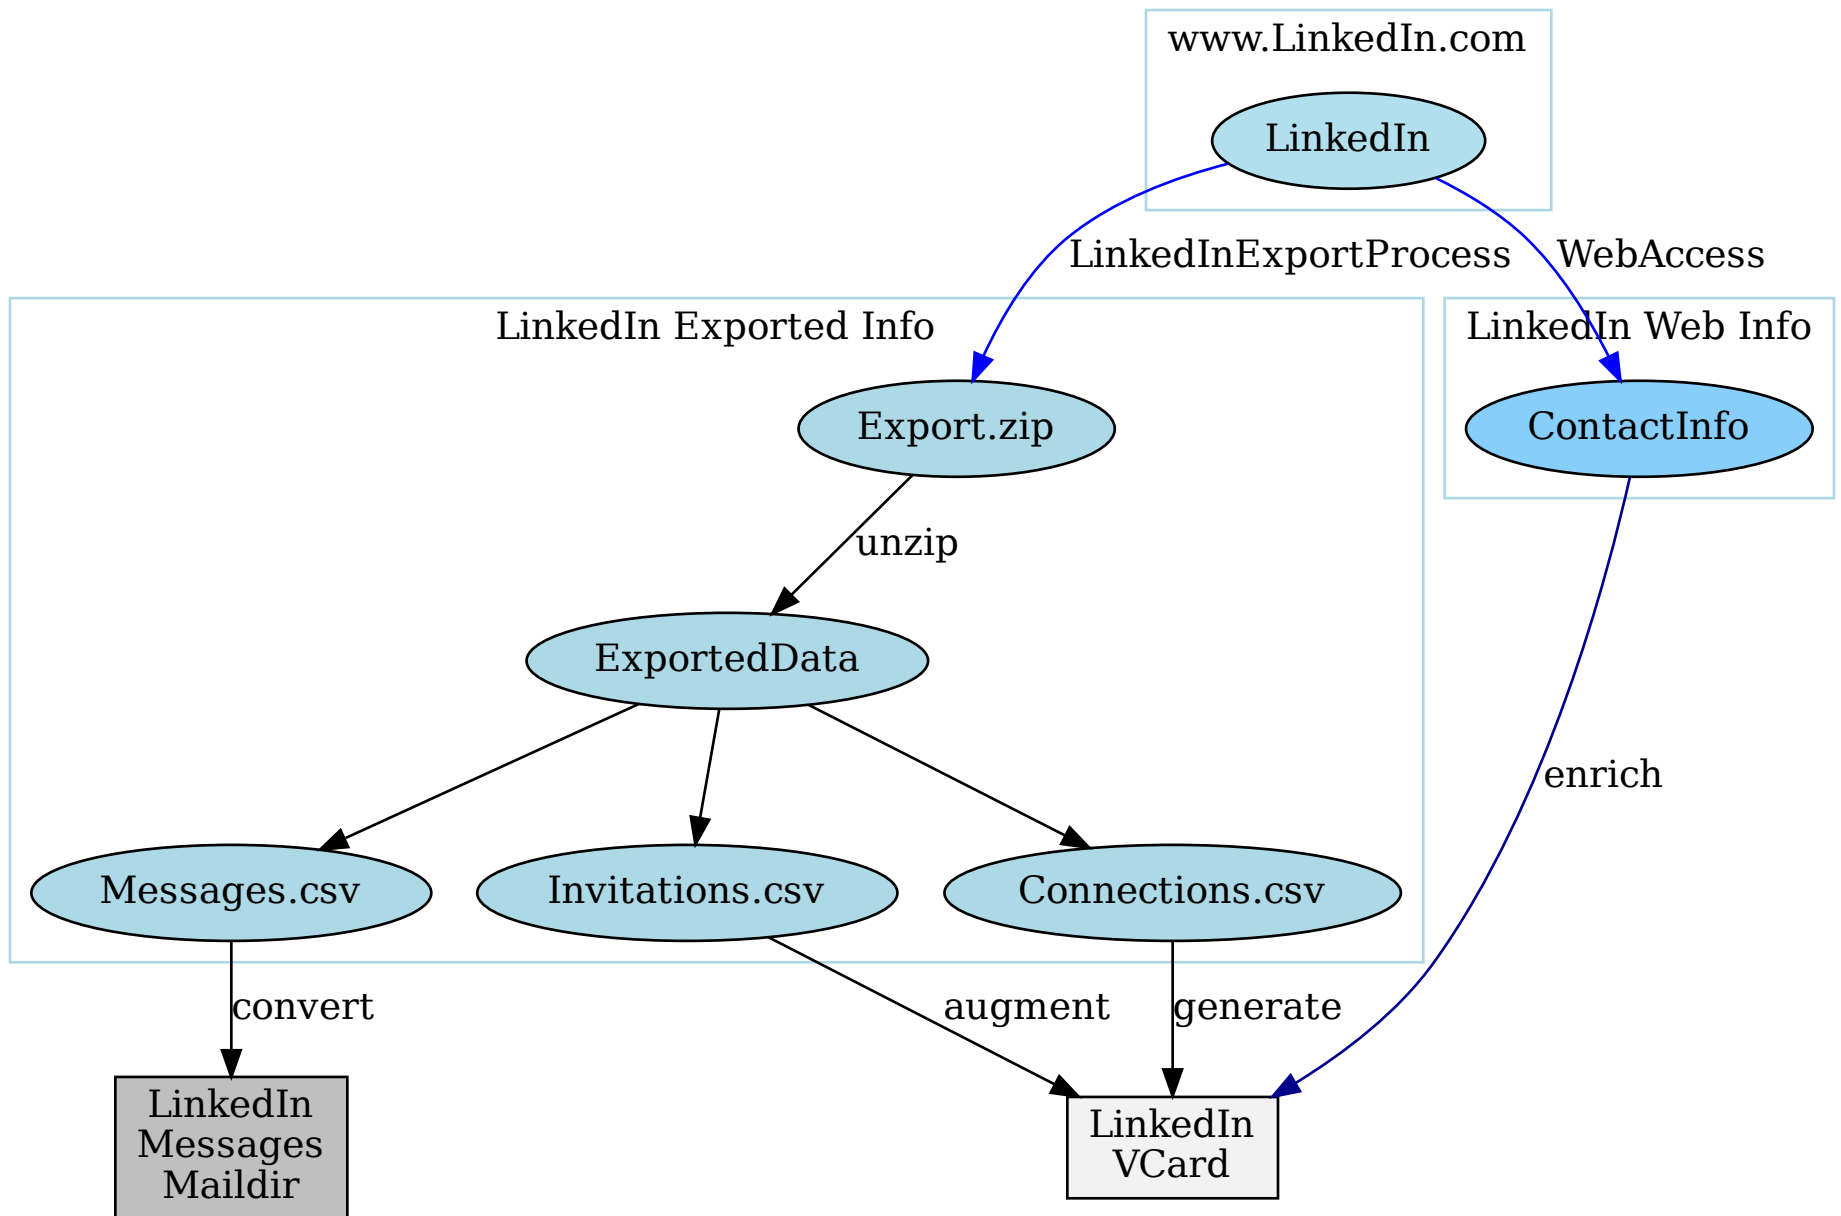 www.LinkedIn.com
LinkedIn
LinkedInExportProcess
WebAccess
LinkedIn Exported Info
LinkedIn Web Info
Export.zip
ContactInfo
unzip
ExportedData
enrich
Messages.csv
Invitations.csv
Connections.csv
convert
augment
generate
LinkedIn
Messages
Maildir
LinkedIn
VCard